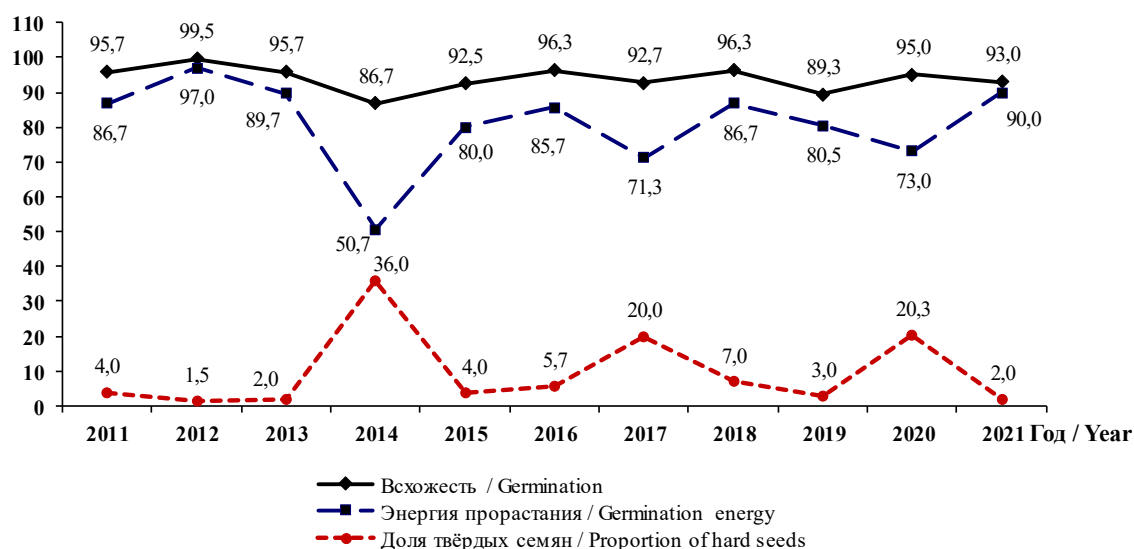 110
100
90
80
70
60
50
40
30
20
10
0
95,7 99,5 95,7 86,7 92,5 96,3 92,7 96,3 89,3 95,0 93,0
86,7 97,0 89,7 50,7 80,0 85,7 71,3 86,7 80,5 73,0 90,0
4,0 1,5 2,0 36,0 4,0 5,7 20,0 7,0 3,0 20,3 2,0
2011 2012 2013 2014 2015 2016 2017 2018 2019 2020 2021 Год / Year
Всхожесть / Germination
Энергия прорастания / Germination energy
Доля твёрдых семян / Proportion of hard seeds